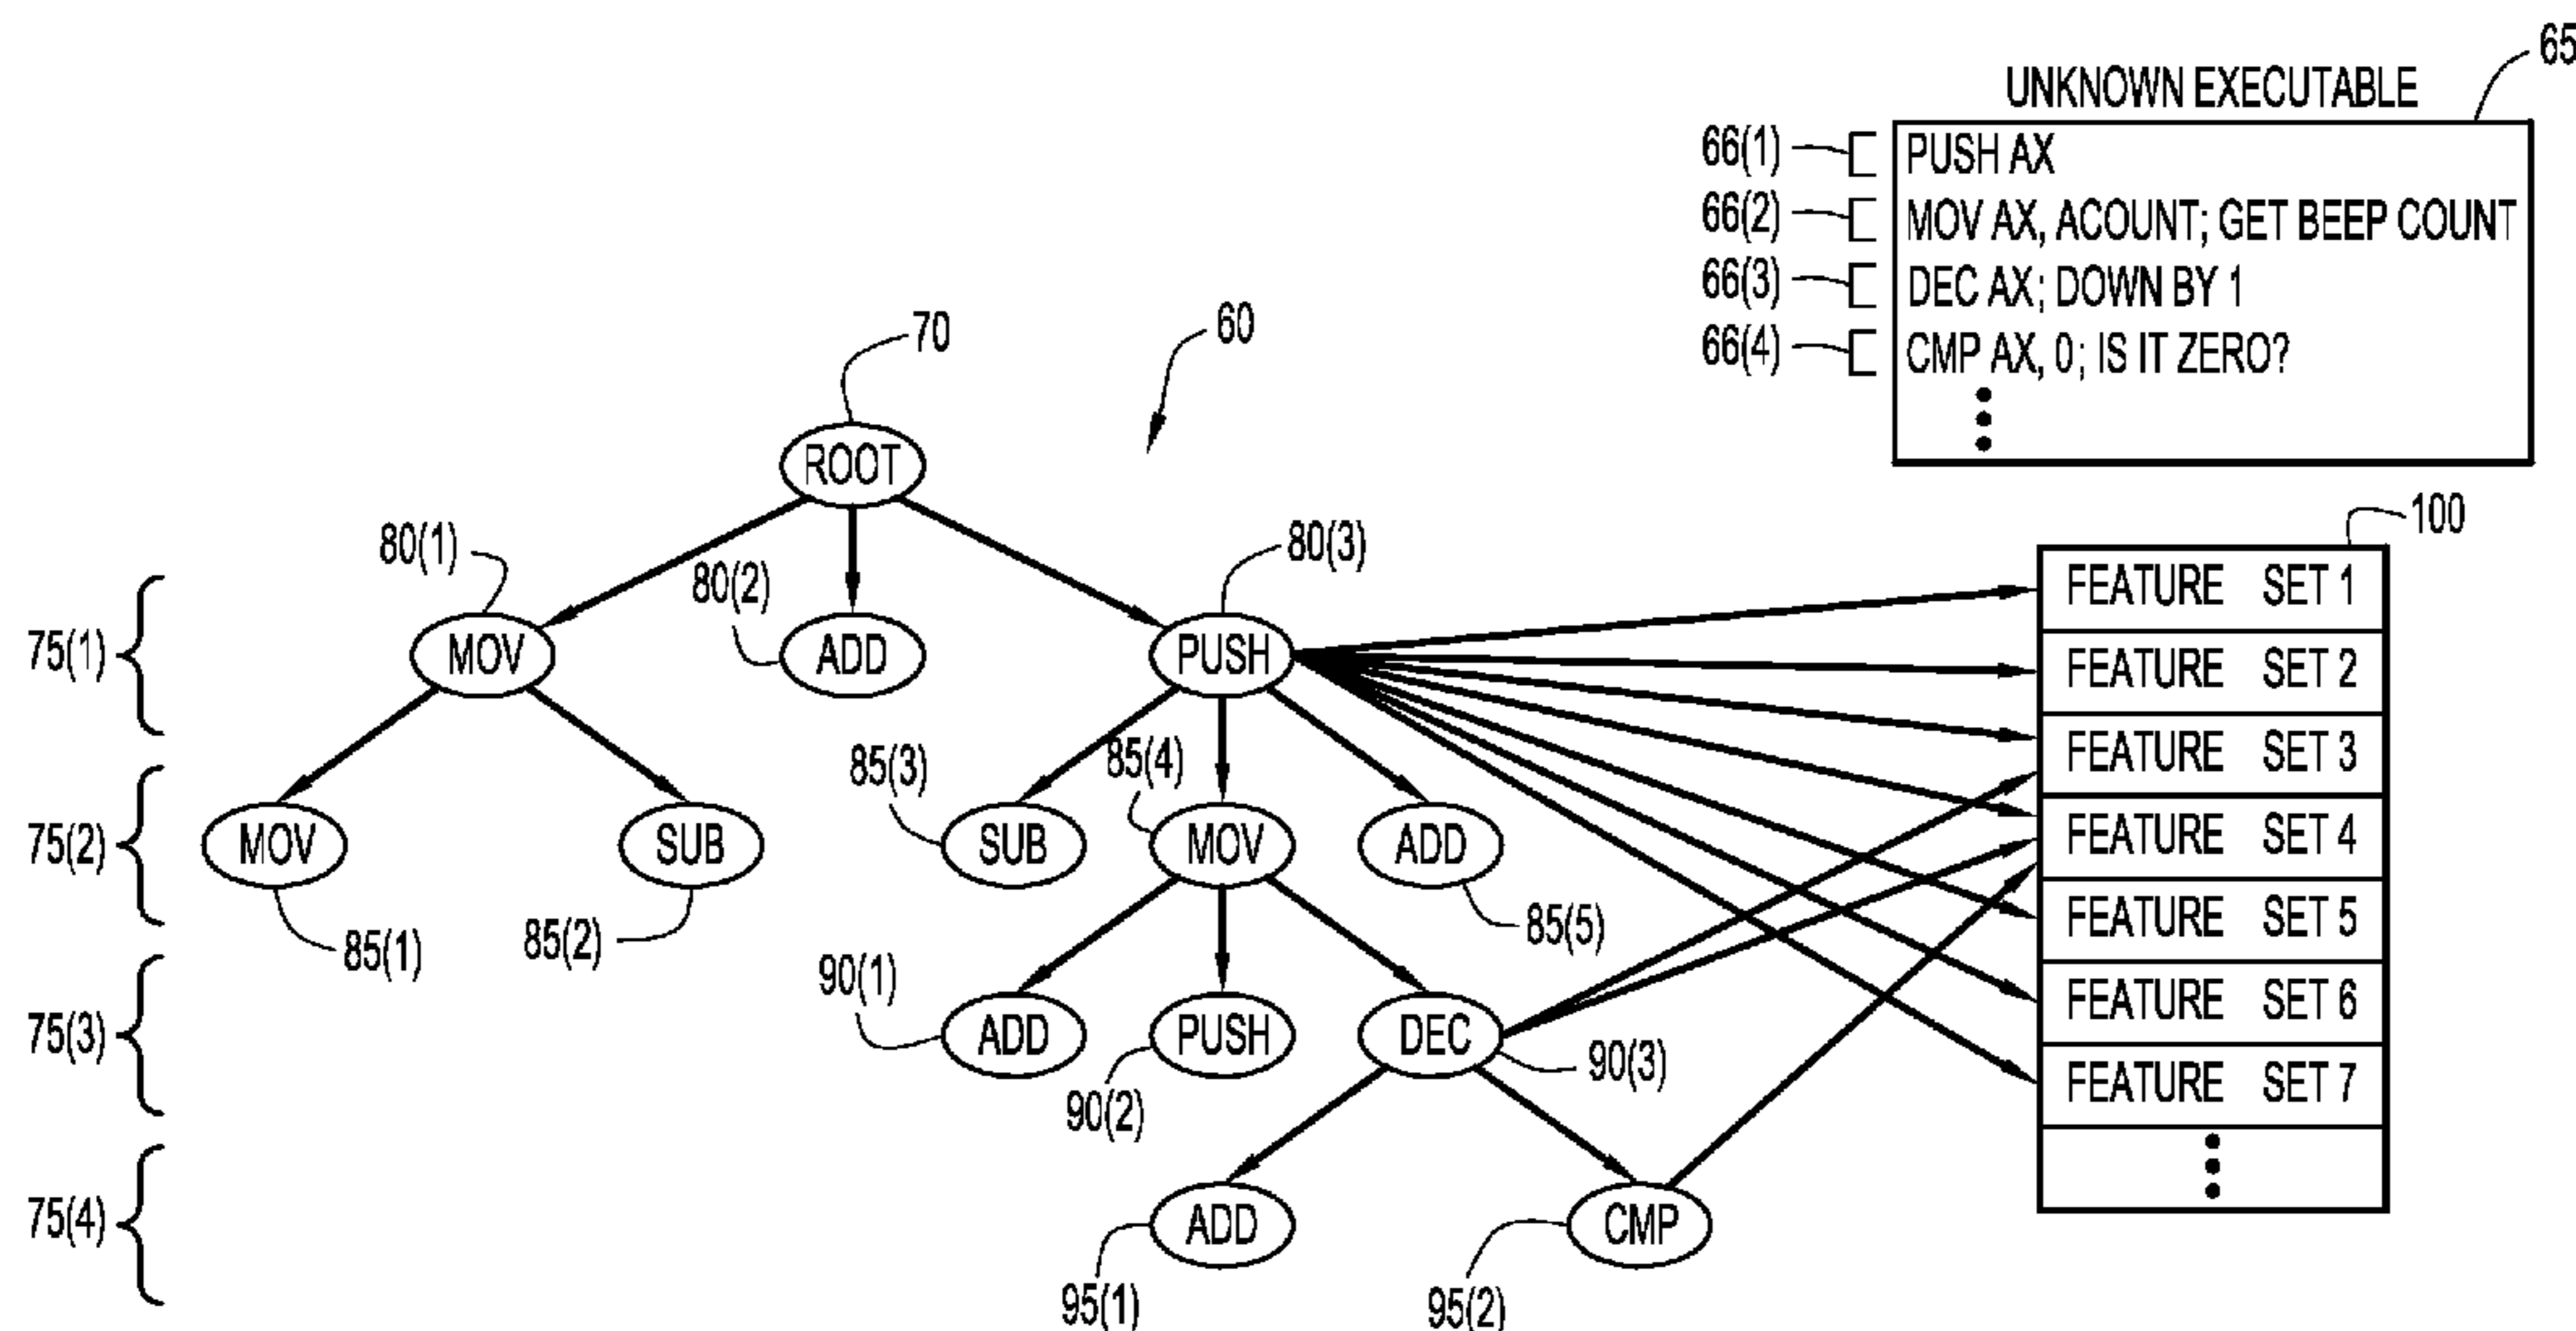 65
UNKNOWN EXECUTABLE
66(1) PUSH AX
66(2) MOV AX, ACOUNT; GET BEEP COUNT
66(3) DEC AX; DOWN BY 1
66(4) CMP AX, 0; IS IT ZERO?
70
60
ROOT
100
80(1)
80(2)
80(3)
75(1)
MOV
ADD
PUSH
FEATURE SET 1
FEATURE SET 2
FEATURE SET 3
FEATURE SET 4
FEATURE SET 5
FEATURE SET 6
FEATURE SET 7
85(3)
85(4)
75(2)
MOV
SUB
SUB
MOV
ADD
85(1)
85(2)
85(5)
90(1)
75(3)
ADD
PUSH
DEC
90(2)
90(3)
75(4)
ADD
CMP
95(1)
95(2)